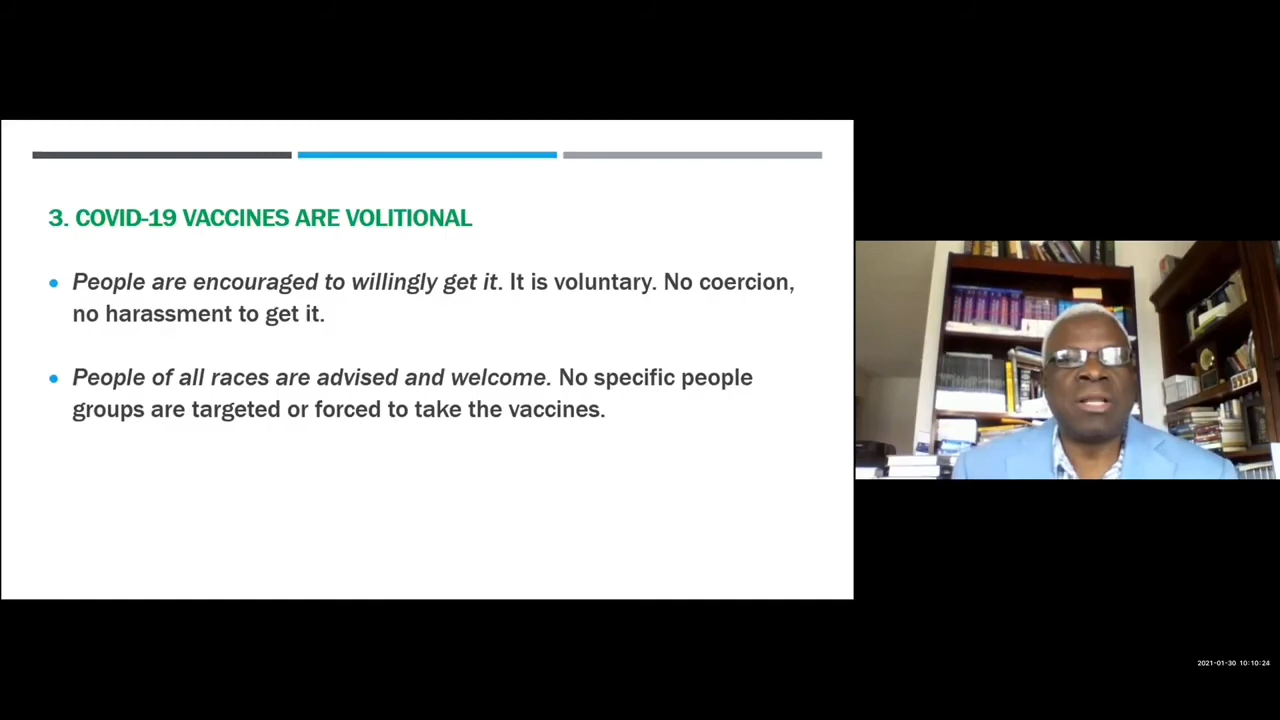 3. COVID-19 VACCINES ARE VOLITIONAL
People are encouraged to willingly get it. It is voluntary. No coercion,
no harassment to get it.
People of all races are advised and welcome. No specific people
groups are targeted or forced to take the vaccines.
2021-01-30 10:10:24